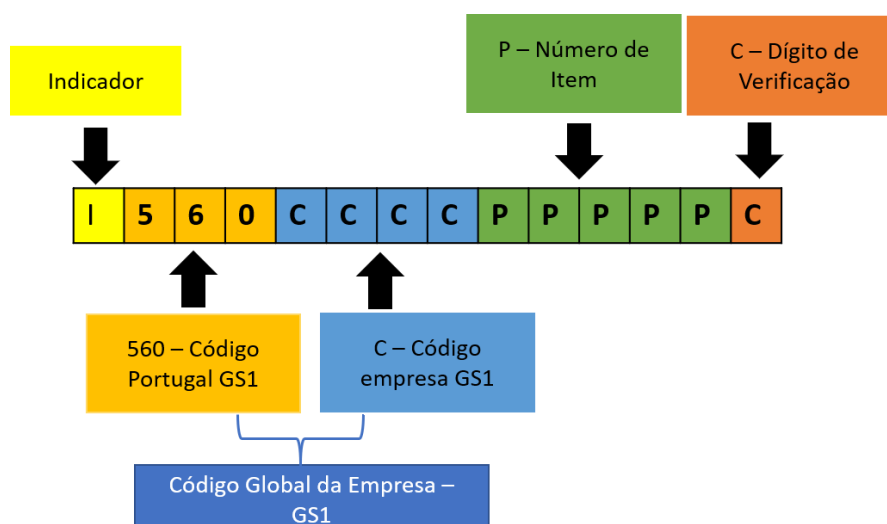 P – Número de
Item
C – Dígito de
Verificação
Indicador
I 5 6 0 C C C C P P P P P C
560 – Código
Portugal GS1
C – Código
empresa GS1
Código Global da Empresa –
GS1